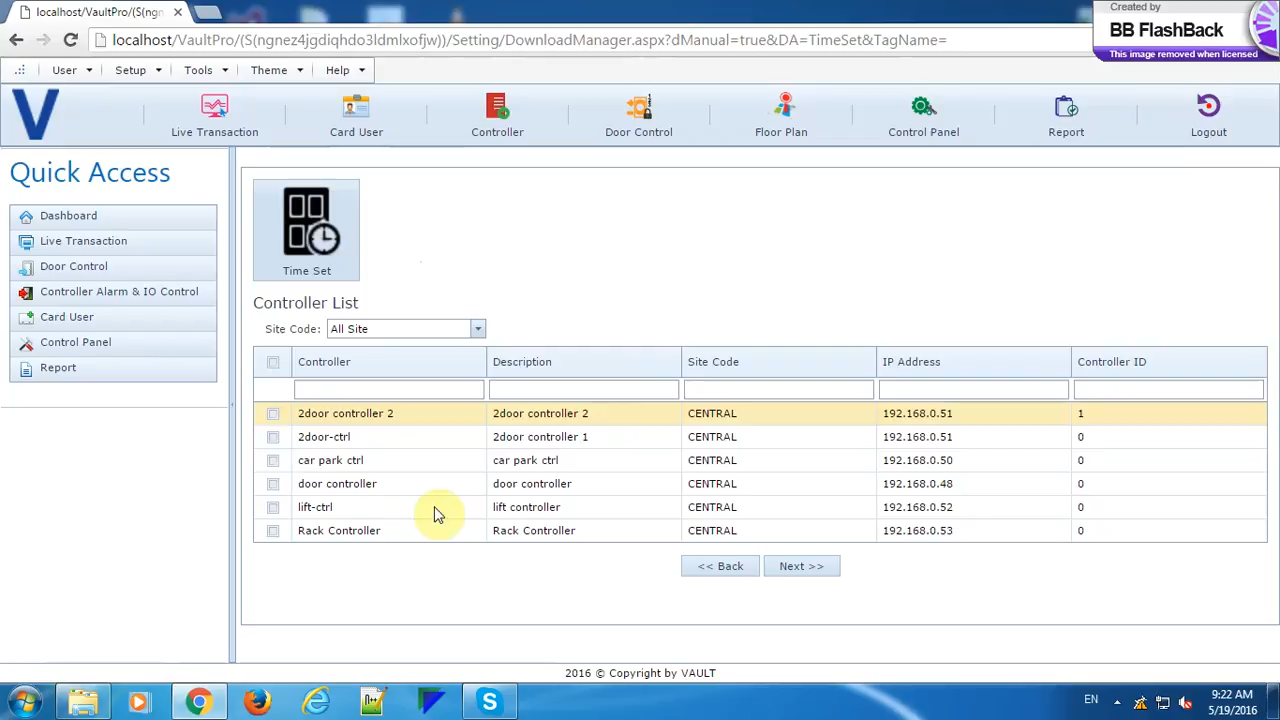 localhost/VaultPro/(S(ngn
Created by
BB FlashBack
This image removed when licensed
localhost/VaultPro/(S(ngnez4jgdiqhdo3ldmlxofjw))/Setting/DownloadManager.aspx?dManual=true&DA=TimeSet&TagName=
User Setup Tools Theme Help
V
Live Transaction Card User Controller Door Control Floor Plan Control Panel Report Logout
Quick Access
Dashboard
Live Transaction
Door Control
Controller Alarm & IO Control
Card User
Control Panel
Report
Time Set
Controller List
Site Code: All Site
Controller Description Site Code IP Address Controller ID
2door controller 2 2door controller 2 CENTRAL 192.168.0.51 1
2door-ctrl 2door controller 1 CENTRAL 192.168.0.51 0
car park ctrl car park ctrl CENTRAL 192.168.0.50 0
door controller door controller CENTRAL 192.168.0.48 0
lift-ctrl lift controller CENTRAL 192.168.0.52 0
Rack Controller Rack Controller CENTRAL 192.168.0.53 0
<< Back Next >>
2016 © Copyright by VAULT
EN
9:22 AM
5/19/2016